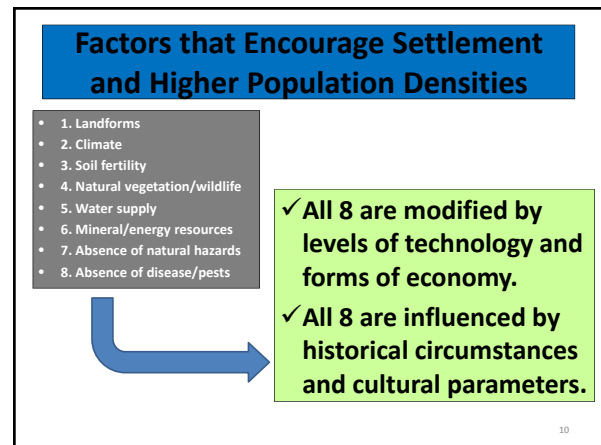 Factors that Encourage Settlement
and Higher Population Densities
• 1. Landforms
• 2. Climate
• 3. Soil fertility
• 4. Natural vegetation/wildlife
• 5. Water supply
• 6. Mineral/energy resources
• 7. Absence of natural hazards
• 8. Absence of disease/pests
✓All 8 are modified by
levels of technology and
forms of economy.
✓All 8 are influenced by
historical circumstances
and cultural parameters.
10